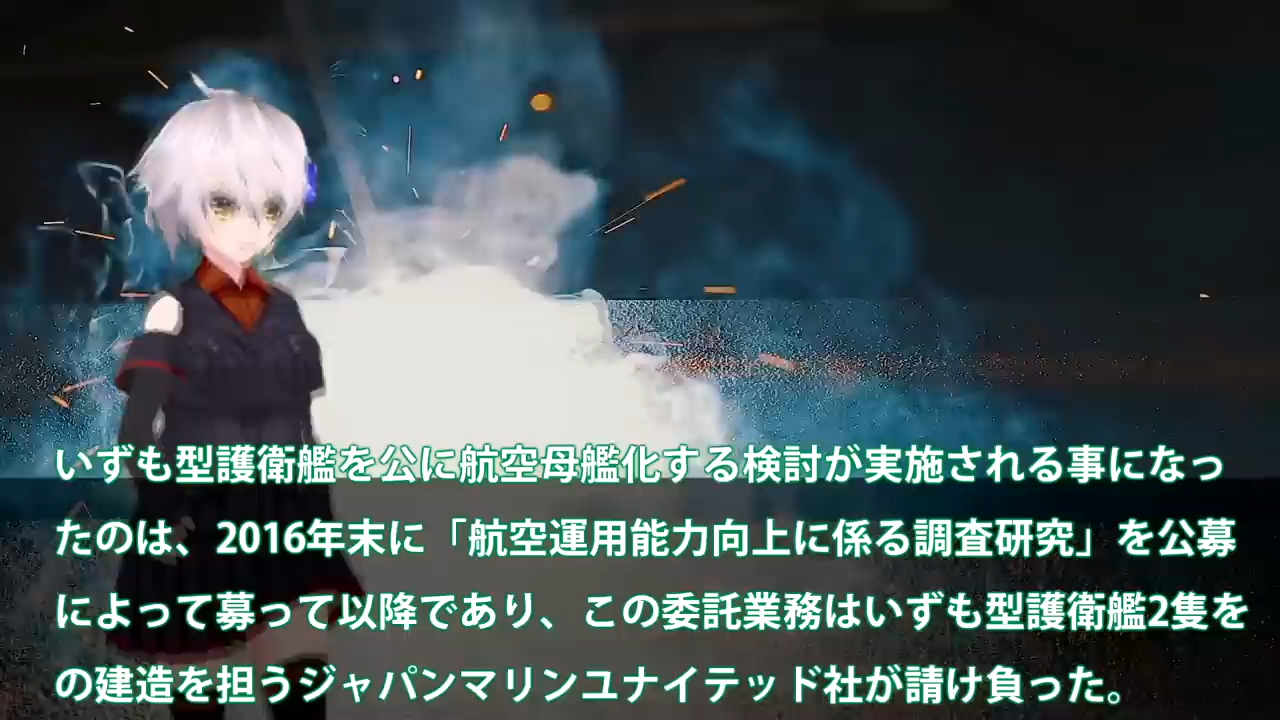 いずも型護衛艦を公に航空母艦化する検討が実施される事になっ
たのは、2016年末に「航空運用能力向上に係る調査研究」を公募
によって募って以降であり、この委託業務はいずも型護衛艦2隻を
の建造を担うジャパンマリンユナイテッド社が請け負った。